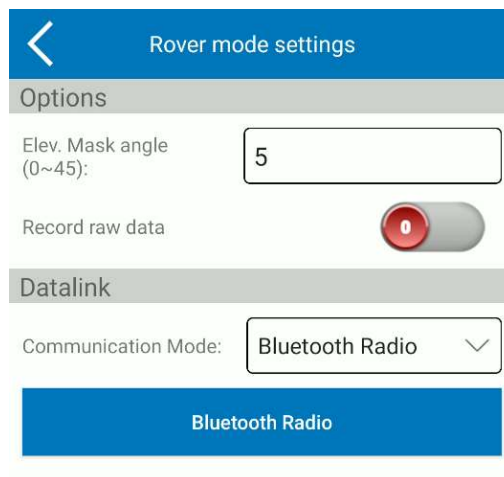 Rover mode settings
Options
Elev. Mask angle
(0~45):
5
Record raw data
0
Datalink
Communication Mode:
Bluetooth Radio
Bluetooth Radio